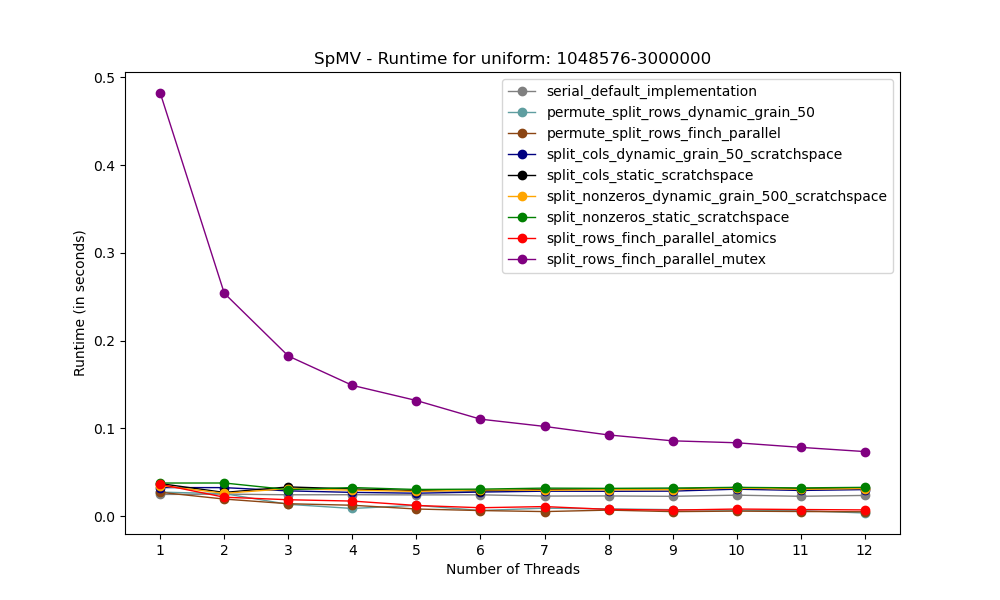 SpMV - Runtime for uniform: 1048576-3000000
0.5
0.4
0.3
0.2
0.1
0.0
Runtime (in seconds)
serial_default_implementation
permute_split_rows_dynamic_grain_50
permute_split_rows_finch_parallel
split_cols_dynamic_grain_50_scratchspace
split_cols_static_scratchspace
split_nonzeros_dynamic_grain_500_scratchspace
split_nonzeros_static_scratchspace
split_rows_finch_parallel_atomics
split_rows_finch_parallel_mutex
1 2 3 4 5 6 7 8 9 10 11 12
Number of Threads